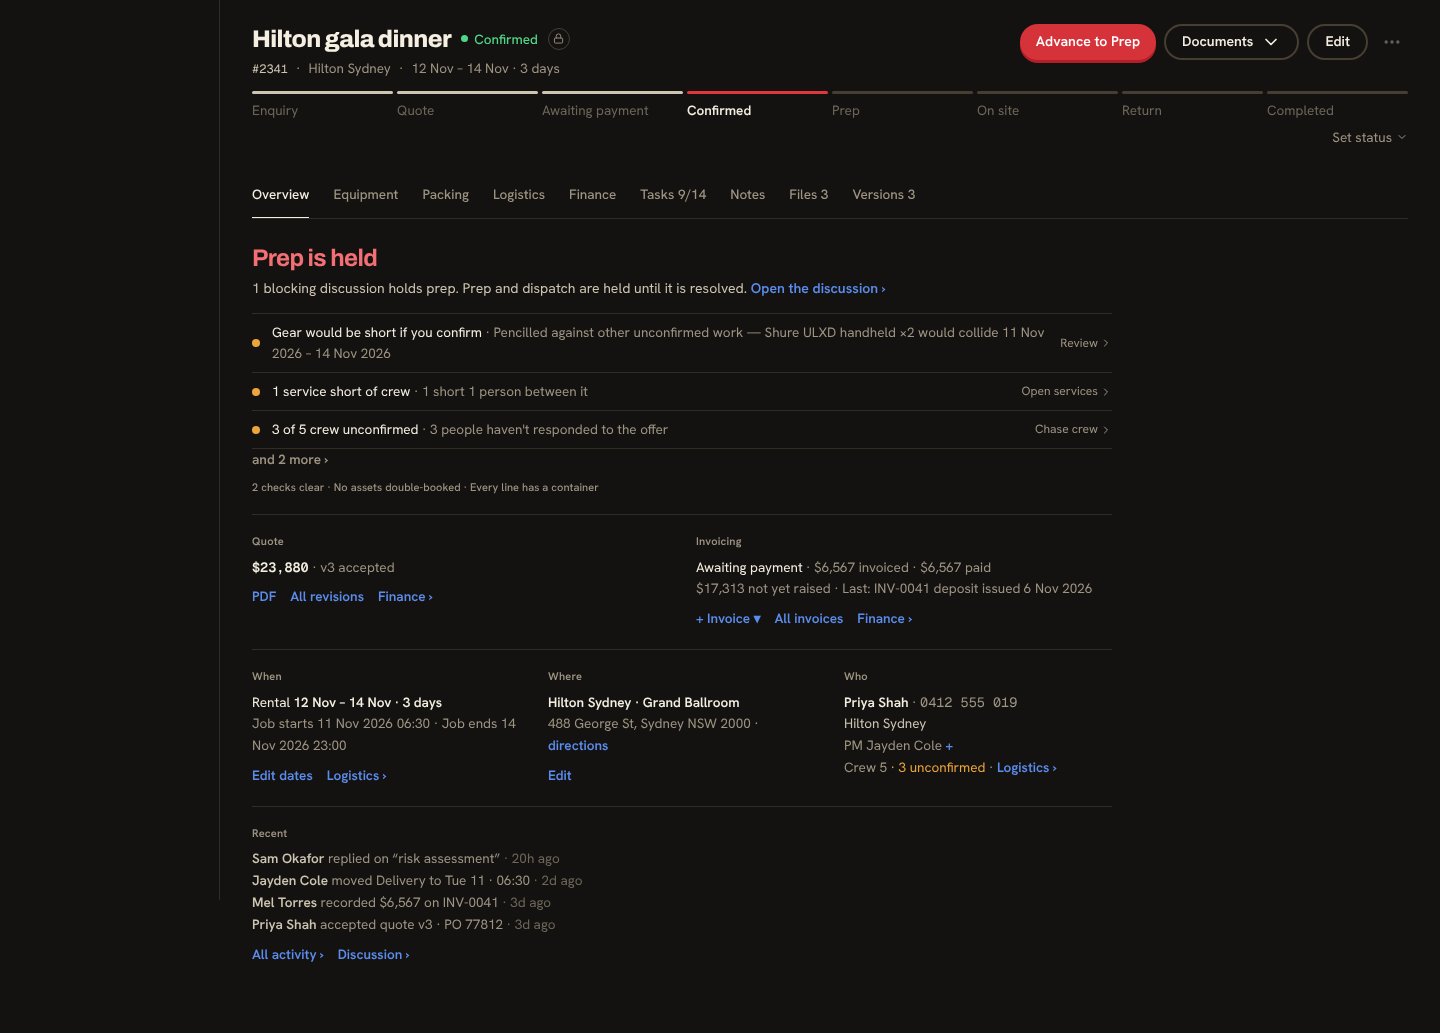 Hilton gala dinner
Confirmed
Advance to Prep
Documents
Edit
#2341 · Hilton Sydney · 12 Nov – 14 Nov · 3 days
Enquiry
Quote
Awaiting payment
Confirmed
Prep
On site
Return
Completed
Set status
Overview
Equipment
Packing
Logistics
Finance
Tasks 9/14
Notes
Files 3
Versions 3
Prep is held
1 blocking discussion holds prep. Prep and dispatch are held until it is resolved. Open the discussion ›
Gear would be short if you confirm · Pencilled against other unconfirmed work — Shure ULXD handheld ×2 would collide 11 Nov
2026 – 14 Nov 2026
Review ›
1 service short of crew · 1 short 1 person between it
Open services ›
3 of 5 crew unconfirmed · 3 people haven't responded to the offer
Chase crew ›
and 2 more ›
2 checks clear · No assets double-booked · Every line has a container
Quote
$23,880 · v3 accepted
PDF All revisions Finance ›
Invoicing
Awaiting payment · $6,567 invoiced · $6,567 paid
$17,313 not yet raised · Last: INV-0041 deposit issued 6 Nov 2026
+ Invoice ▾ All invoices Finance ›
When
Rental 12 Nov – 14 Nov · 3 days
Job starts 11 Nov 2026 06:30 · Job ends 14
Nov 2026 23:00
Edit dates Logistics ›
Where
Hilton Sydney · Grand Ballroom
488 George St, Sydney NSW 2000 ·
directions
Edit
Who
Priya Shah · 0412 555 019
Hilton Sydney
PM Jayden Cole +
Crew 5 · 3 unconfirmed · Logistics ›
Recent
Sam Okafor replied on “risk assessment” · 20h ago
Jayden Cole moved Delivery to Tue 11 · 06:30 · 2d ago
Mel Torres recorded $6,567 on INV-0041 · 3d ago
Priya Shah accepted quote v3 · PO 77812 · 3d ago
All activity › Discussion ›